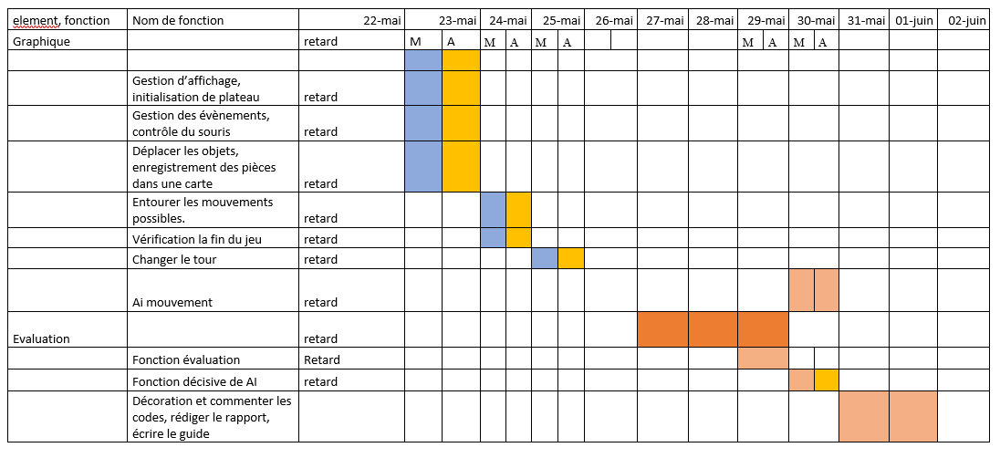 element, fonction Nom de fonction 22-mai 23-mai 24-mai 25-mai 26-mai 27-mai 28-mai 29-mai 30-mai 31-mai 01-juin 02-juin
Graphique retard M A M A M A M A M A
Gestion d’affichage,
initialisation de plateau retard
Gestion des évènements,
contrôle du souris retard
Déplacer les objets,
enregistrement des pièces
dans une carte retard
Entourer les mouvements
possibles. retard
Vérification la fin du jeu retard
Changer le tour retard
Ai mouvement retard
Evaluation retard
Fonction évaluation Retard
Fonction décisive de AI retard
Décoration et commenter les
codes, rédiger le rapport,
écrire le guide